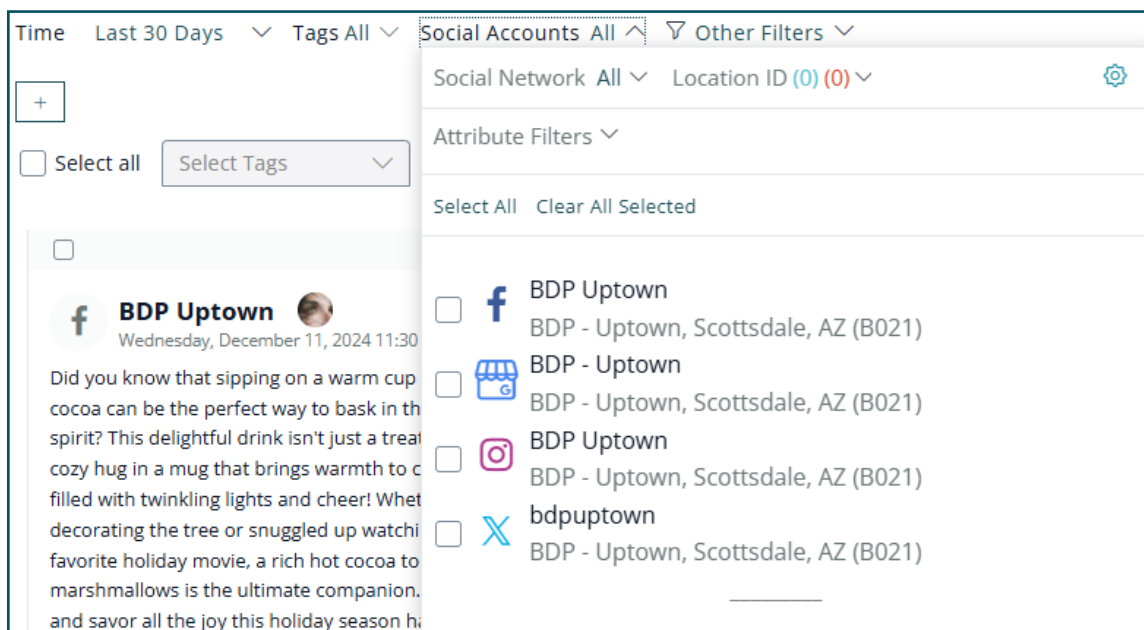 Time Last 30 Days Tags All Social Accounts All Other Filters
Social Network All Location ID (0) (0)
+
Attribute Filters
Select all Select Tags
Select All Clear All Selected
BDP Uptown
Wednesday, December 11, 2024 11:30
Did you know that sipping on a warm cup
cocoa can be the perfect way to bask in th
spirit? This delightful drink isn't just a treat
cozy hug in a mug that brings warmth to c
filled with twinkling lights and cheer! Whet
decorating the tree or snuggled up watchi
favorite holiday movie, a rich hot cocoa to
marshmallows is the ultimate companion.
and savor all the joy this holiday season ha
BDP Uptown
BDP - Uptown, Scottsdale, AZ (B021)
BDP - Uptown
BDP - Uptown, Scottsdale, AZ (B021)
BDP Uptown
BDP - Uptown, Scottsdale, AZ (B021)
bdpuptown
BDP - Uptown, Scottsdale, AZ (B021)